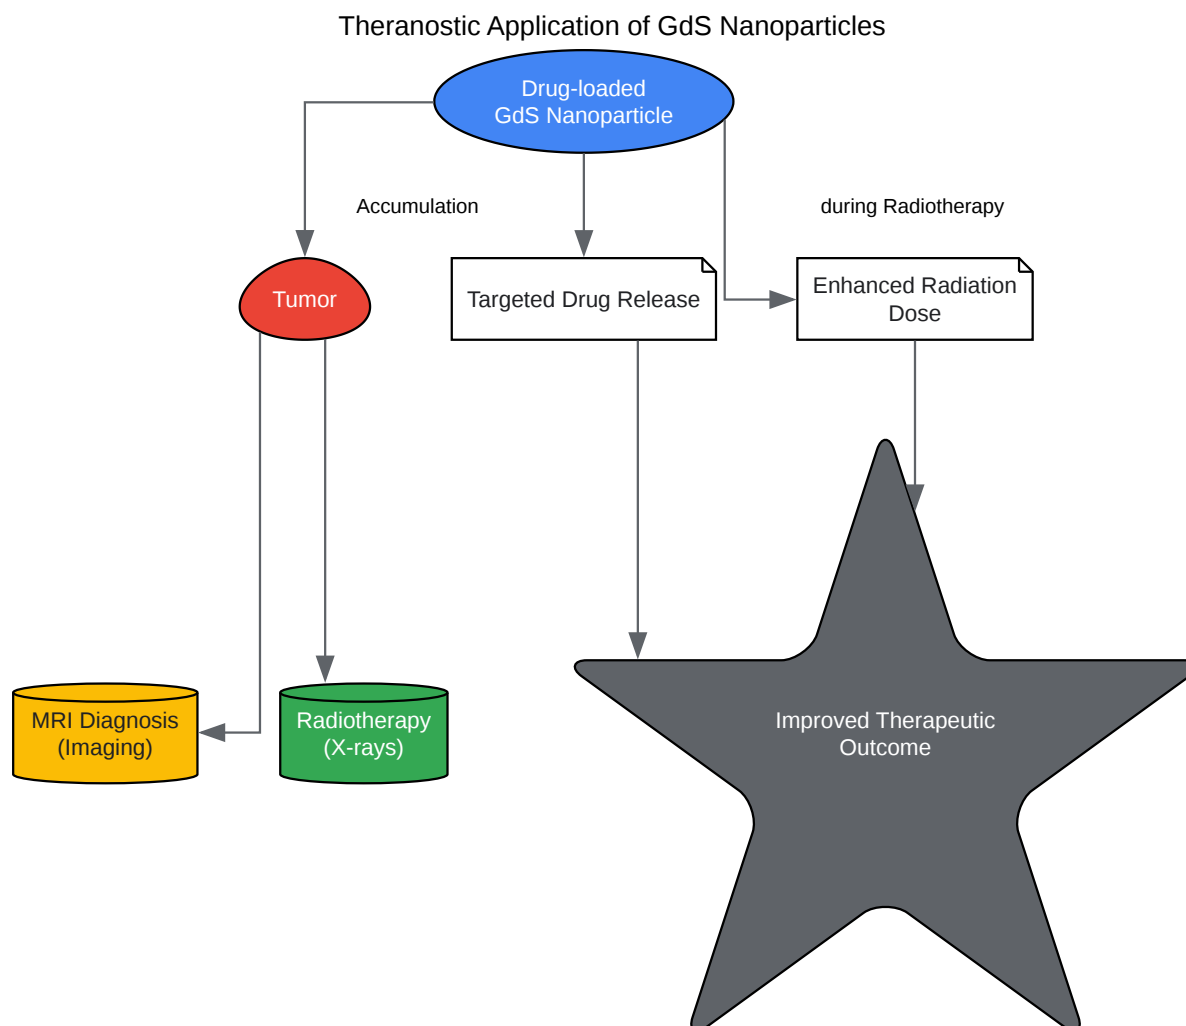 Theranostic Application of GdS Nanoparticles
Drug-loaded
GdS Nanoparticle
Accumulation
during Radiotherapy
Tumor
Targeted Drug Release
Enhanced Radiation
Dose
MRI Diagnosis
(Imaging)
Radiotherapy
(X-rays)
Improved Therapeutic
Outcome